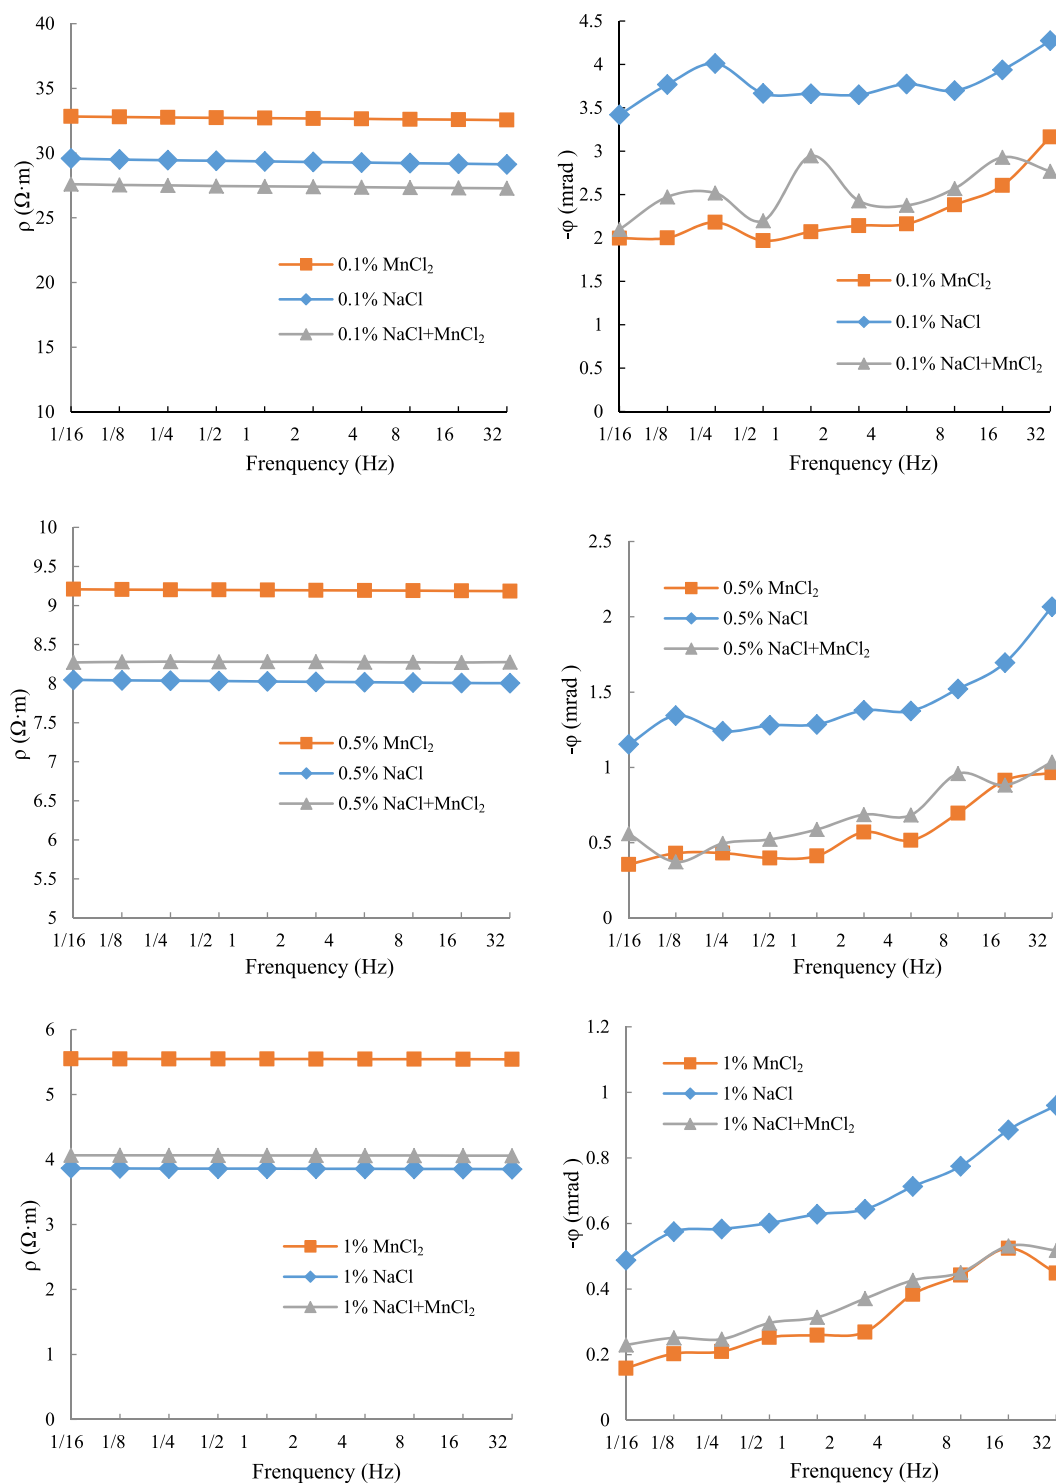 40
35
30
25
20
15
10
ρ (Ω·m)
0.1% MnCl₂
0.1% NaCl
0.1% NaCl+MnCl₂
1/16 1/8 1/4 1/2 1 2 4 8 16 32
Frenquency (Hz)
4.5
4
3.5
3
2.5
2
1.5
1
0.5
0
-φ (mrad )
0.1% MnCl₂
0.1% NaCl
0.1% NaCl+MnCl₂
1/16 1/8 1/4 1/2 1 2 4 8 16 32
Frenquency (Hz)
10
9.5
9
8.5
8
7.5
7
6.5
6
5.5
5
ρ (Ω·m)
0.5% MnCl₂
0.5% NaCl
0.5% NaCl+MnCl₂
1/16 1/8 1/4 1/2 1 2 4 8 16 32
Frenquency (Hz)
2.5
2
1.5
1
0.5
0
-φ (mrad )
0.5% MnCl₂
0.5% NaCl
0.5% NaCl+MnCl₂
1/16 1/8 1/4 1/2 1 2 4 8 16 32
Frenquency (Hz)
6
5
4
3
2
1
0
ρ (Ω·m)
1% MnCl₂
1% NaCl
1% NaCl+MnCl₂
1/16 1/8 1/4 1/2 1 2 4 8 16 32
Frenquency (Hz)
1.2
1
0.8
0.6
0.4
0.2
0
-φ (mrad )
1% MnCl₂
1% NaCl
1% NaCl+MnCl₂
1/16 1/8 1/4 1/2 1 2 4 8 16 32
Frenquency (Hz)